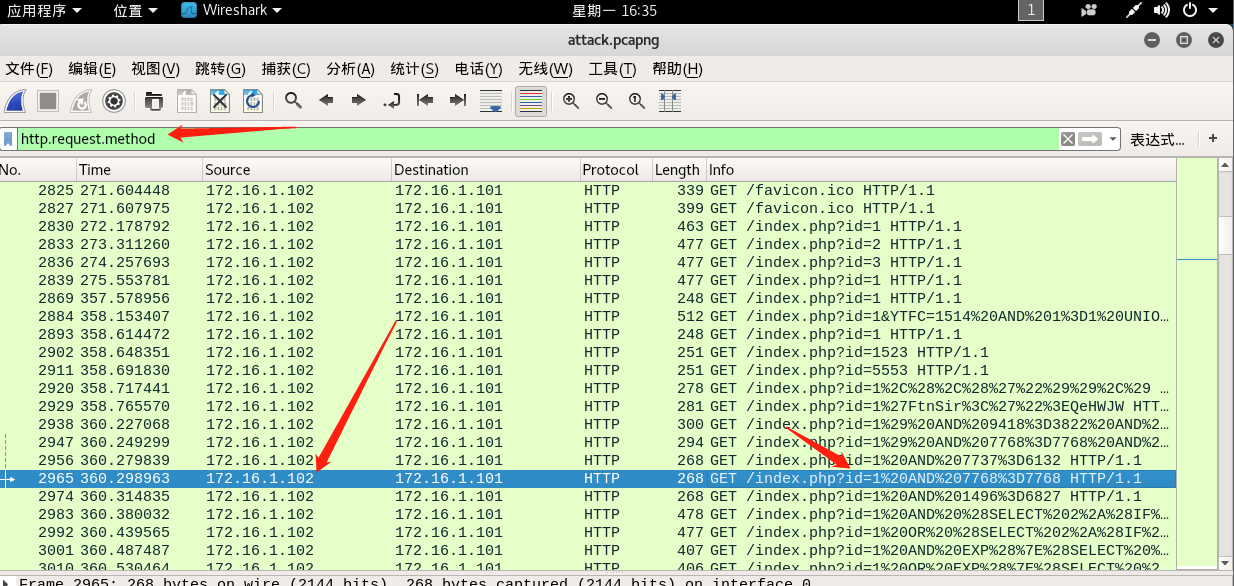 应用程序 位置 Wireshark 星期一 16:35 1
attack.pcapng
文件(F) 编辑(E) 视图(V) 跳转(G) 捕获(C) 分析(A) 统计(S) 电话(Y) 无线(W) 工具(T) 帮助(H)
http.request.method 表达式… +
No. Time Source Destination Protocol Length Info
2825 271.604448 172.16.1.102 172.16.1.101 HTTP 339 GET /favicon.ico HTTP/1.1
2827 271.607975 172.16.1.102 172.16.1.101 HTTP 399 GET /favicon.ico HTTP/1.1
2830 272.178792 172.16.1.102 172.16.1.101 HTTP 463 GET /index.php?id=1 HTTP/1.1
2833 273.311260 172.16.1.102 172.16.1.101 HTTP 477 GET /index.php?id=2 HTTP/1.1
2836 274.257693 172.16.1.102 172.16.1.101 HTTP 477 GET /index.php?id=3 HTTP/1.1
2839 275.553781 172.16.1.102 172.16.1.101 HTTP 477 GET /index.php?id=1 HTTP/1.1
2869 357.578956 172.16.1.102 172.16.1.101 HTTP 248 GET /index.php?id=1 HTTP/1.1
2884 358.153407 172.16.1.102 172.16.1.101 HTTP 512 GET /index.php?id=1&YTFC=1514%20AND%201%3D1%20UNIO…
2893 358.614472 172.16.1.102 172.16.1.101 HTTP 248 GET /index.php?id=1 HTTP/1.1
2902 358.648351 172.16.1.102 172.16.1.101 HTTP 251 GET /index.php?id=1523 HTTP/1.1
2911 358.691830 172.16.1.102 172.16.1.101 HTTP 251 GET /index.php?id=5553 HTTP/1.1
2920 358.717441 172.16.1.102 172.16.1.101 HTTP 278 GET /index.php?id=1%2C%28%2C%28%27%22%29%29%2C%29 …
2929 358.765570 172.16.1.102 172.16.1.101 HTTP 281 GET /index.php?id=1%27FtnSir%3C%27%22%3EQeHWJW HTT…
2938 360.227068 172.16.1.102 172.16.1.101 HTTP 300 GET /index.php?id=1%29%20AND%209418%3D3822%20AND%2…
2947 360.249299 172.16.1.102 172.16.1.101 HTTP 294 GET /index.php?id=1%29%20AND%207768%3D7768%20AND%2…
2956 360.279839 172.16.1.102 172.16.1.101 HTTP 268 GET /index.php?id=1%20AND%207737%3D6132 HTTP/1.1
2965 360.298963 172.16.1.102 172.16.1.101 HTTP 268 GET /index.php?id=1%20AND%207768%3D7768 HTTP/1.1
2974 360.314835 172.16.1.102 172.16.1.101 HTTP 268 GET /index.php?id=1%20AND%201496%3D6827 HTTP/1.1
2983 360.380032 172.16.1.102 172.16.1.101 HTTP 478 GET /index.php?id=1%20AND%20%28SELECT%202%2A%28IF%…
2992 360.439565 172.16.1.102 172.16.1.101 HTTP 477 GET /index.php?id=1%20OR%20%28SELECT%202%2A%28IF%2…
3001 360.487487 172.16.1.102 172.16.1.101 HTTP 407 GET /index.php?id=1%20AND%20EXP%28%7E%28SELECT%20%…
3010 360.530464 172.16.1.102 172.16.1.101 HTTP 406 GET /index.php?id=1%20OR%20EXP%28%7E%28SELECT%20%2…
Frame 2965: 268 bytes on wire (2144 bits), 268 bytes captured (2144 bits) on interface 0